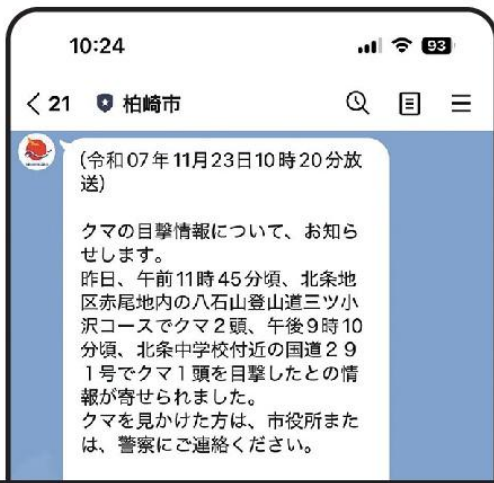 10:24
93
21 柏崎市
(令和07年11月23日10時20分放
送)
クマの目撃情報について、お知ら
せします。
昨日、午前11時45分頃、北条地
区赤尾地内の八石山登山道三ツ小
沢コースでクマ２頭、午後９時10
分頃、北条中学校付近の国道２９
１号でクマ１頭を目撃したとの情
報が寄せられました。
クマを見かけた方は、市役所また
は、警察にご連絡ください。